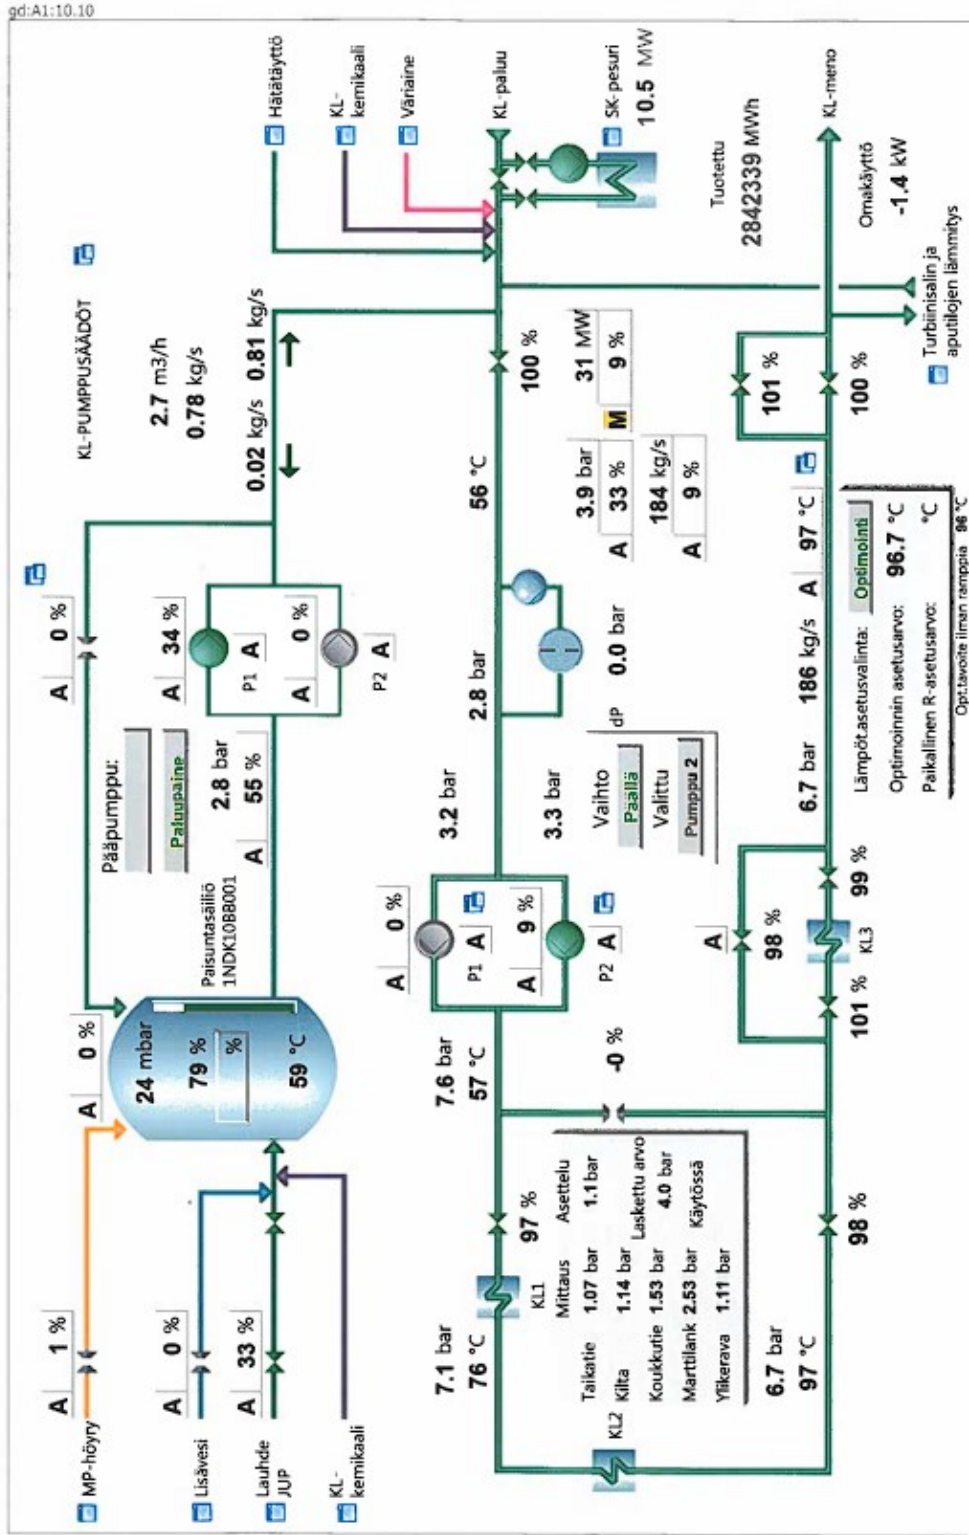 gd:A1:10.10
MP-höyry
A 1 %
A 0 %
A 0 %
KL-PUMPPUSÄÄDÖT
Lisävesi
A 0 %
Lauhde
JUP
A 33 %
KL-
kemikaali
24 mbar
79 %
%
59 °C
Paisuntasäiliö
1NDK10BB001
Pääpumppu:
Paluupaine
2.8 bar
A 55 %
A 34 %
P1 A
A 0 %
P2 A
2.7 m3/h
0.78 kg/s
0.02 kg/s 0.81 kg/s
Hätätäyttö
KL-
kemikaali
Väriaine
KL-paluu
SK-pesuri
10.5 MW
7.1 bar
76 °C
KL1
97 %
7.6 bar
57 °C
A 0 %
P1 A
A 9 %
P2 A
3.2 bar
3.3 bar
2.8 bar
56 °C
100 %
dP
0.0 bar
3.9 bar
A 33 %
31 MW
M 9 %
184 kg/s
A 9 %
Vaihto
Päällä
Valittu
Pumppu 2
Tuotettu
2842339 MWh
KL2
Mittaus Asettelu
Taikatie 1.07 bar 1.1 bar
Kilta 1.14 bar
Koukkutie 1.53 bar Laskettu arvo
Marttilank 2.53 bar 4.0 bar
Ylikerava 1.11 bar Käytössä
-0 %
6.7 bar
97 °C
98 %
A
98 %
101 %
KL3
99 %
6.7 bar
186 kg/s
A 97 °C
101 %
100 %
KL-meno
Omakäyttö
-1.4 kW
Lämpöt.asetusvalinta: Optimointi
Optimoinnin asetusarvo: 96.7 °C
Paikallinen R-asetusarvo: °C
Opt.tavoite ilman ramppia 96 °C
Turbiinisalin ja
aputilojen lämmitys